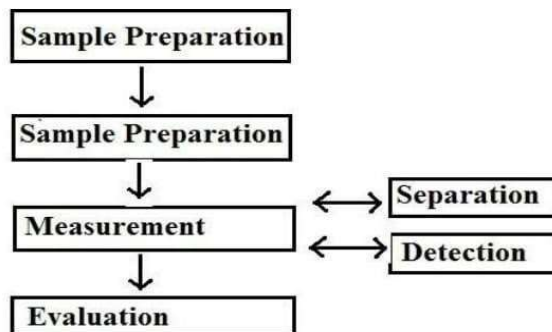 Sample Preparation
Sample Preparation
Separation
Measurement
Detection
Evaluation